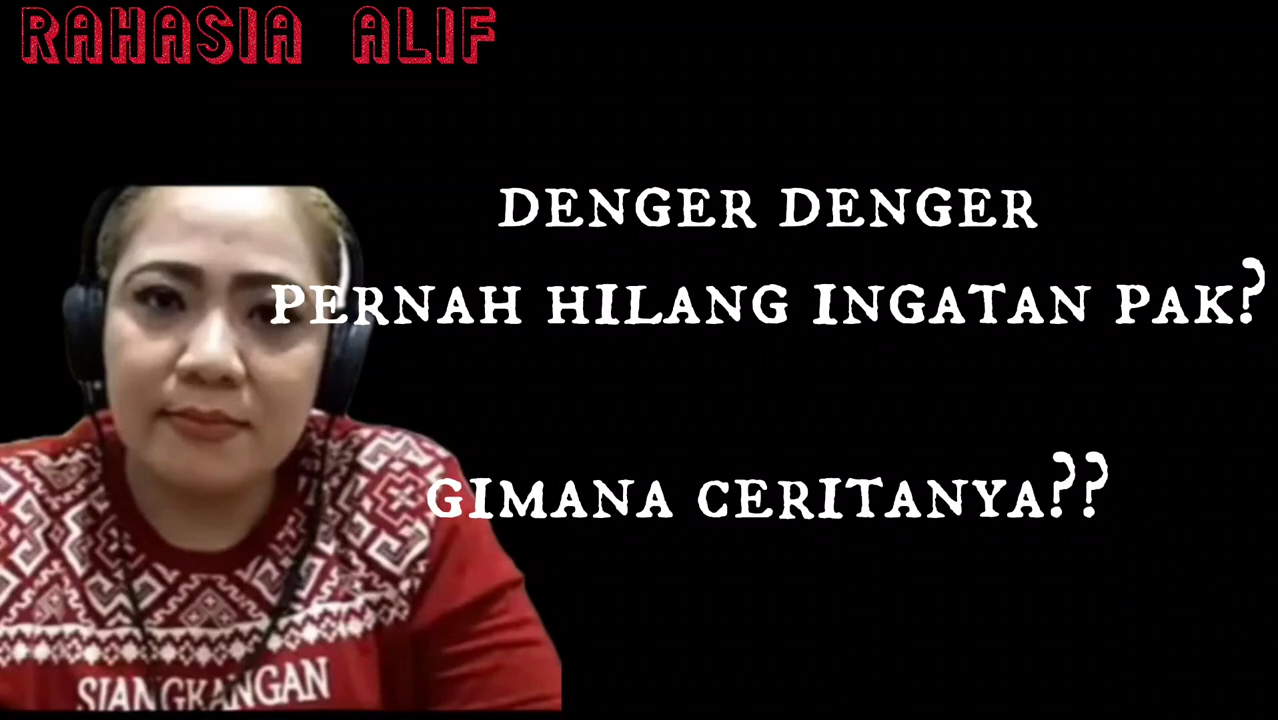 RAHASIA ALIF
DENGER DENGER
PERNAH HILANG INGATAN PAK?
GIMANA CERITANYA??
SIANGKANGAN